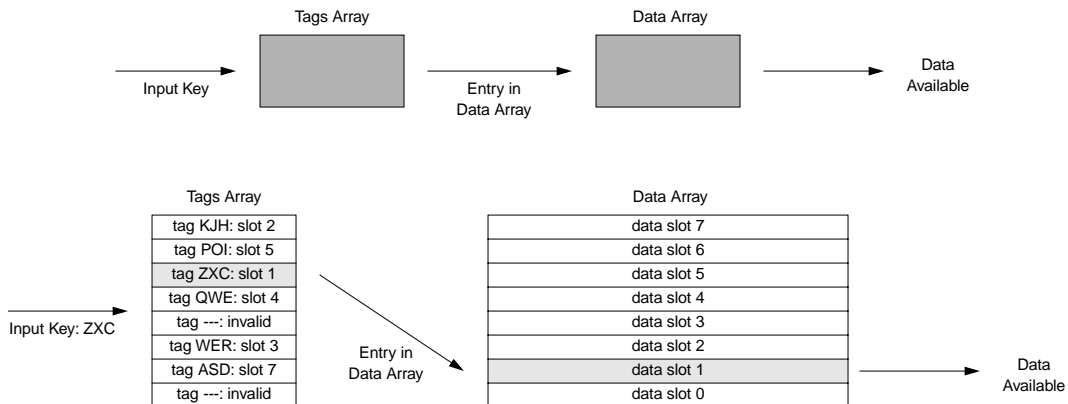 Tags Array
Data Array
Input Key
Entry in
Data Array
Data
Available
Tags Array
Data Array
tag KJH: slot 2
tag POI: slot 5
tag ZXC: slot 1
tag QWE: slot 4
tag ---: invalid
tag WER: slot 3
tag ASD: slot 7
tag ---: invalid
Input Key: ZXC
Entry in
Data Array
data slot 7
data slot 6
data slot 5
data slot 4
data slot 3
data slot 2
data slot 1
data slot 0
Data
Available